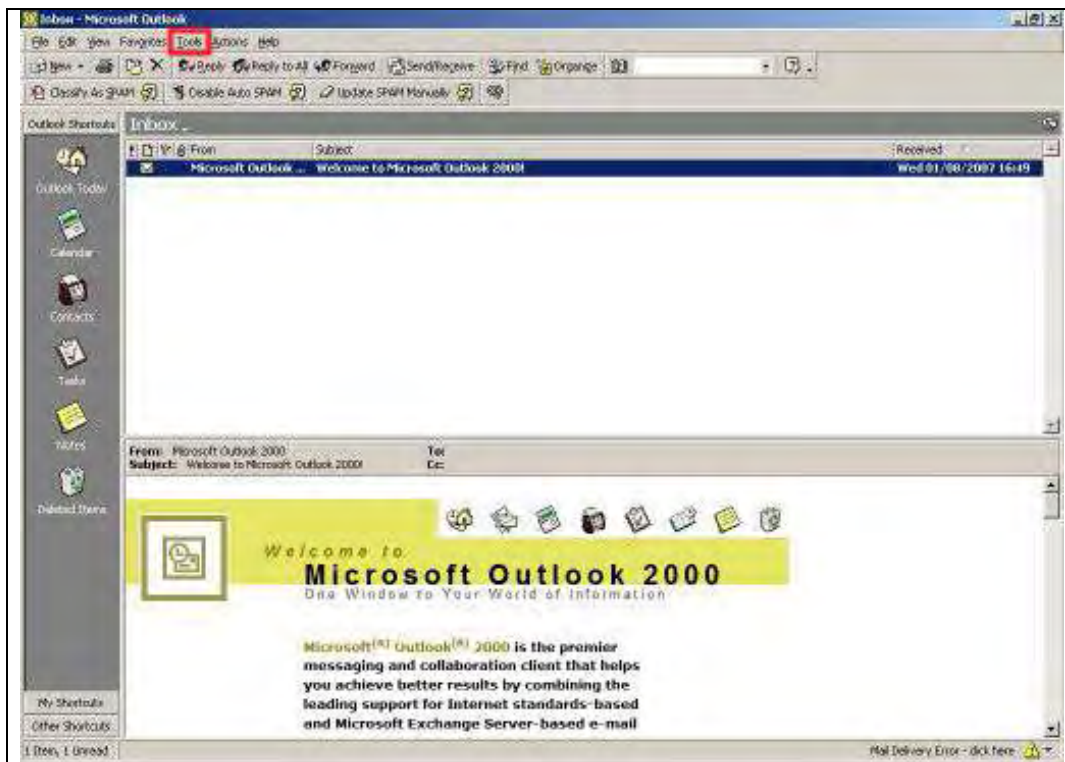 Inbox - Microsoft Outlook
File Edit View Favorites Tools Actions Help
New Reply Reply to All Forward Send/Receive Find Organize
Classify As SPAM Disable Auto SPAM Update SPAM Manually
Outlook Shortcuts Inbox .
From Subject Received
Microsoft Outlook ... Welcome to Microsoft Outlook 2000! Wed 01/08/2007 16:49
Outlook Today
Calendar
Contacts
Tasks
Notes
Deleted Items
From: Microsoft Outlook 2000 To:
Subject: Welcome to Microsoft Outlook 2000! Cc:
Welcome to
Microsoft Outlook 2000
One Window to Your World of Information
Microsoft(R) Outlook(R) 2000 is the premier
messaging and collaboration client that helps
you achieve better results by combining the
leading support for Internet standards-based
and Microsoft Exchange Server-based e-mail
My Shortcuts
Other Shortcuts
1 Item, 1 Unread Mail Delivery Error - click here